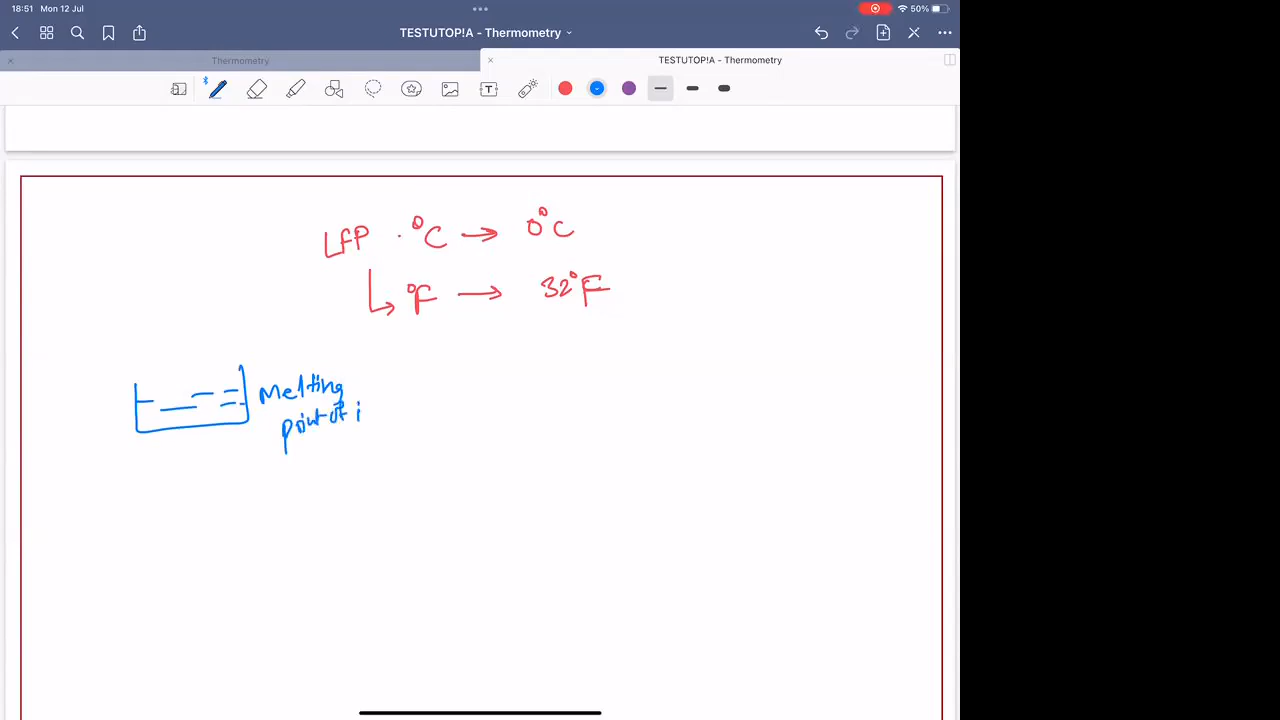 18:51 Mon 12 Jul
50%
TESTUTOP!A - Thermometry
Thermometry
TESTUTOP!A - Thermometry
T
LFP . °C → 0°C
↳ °F → 32°F
Melting
point of i